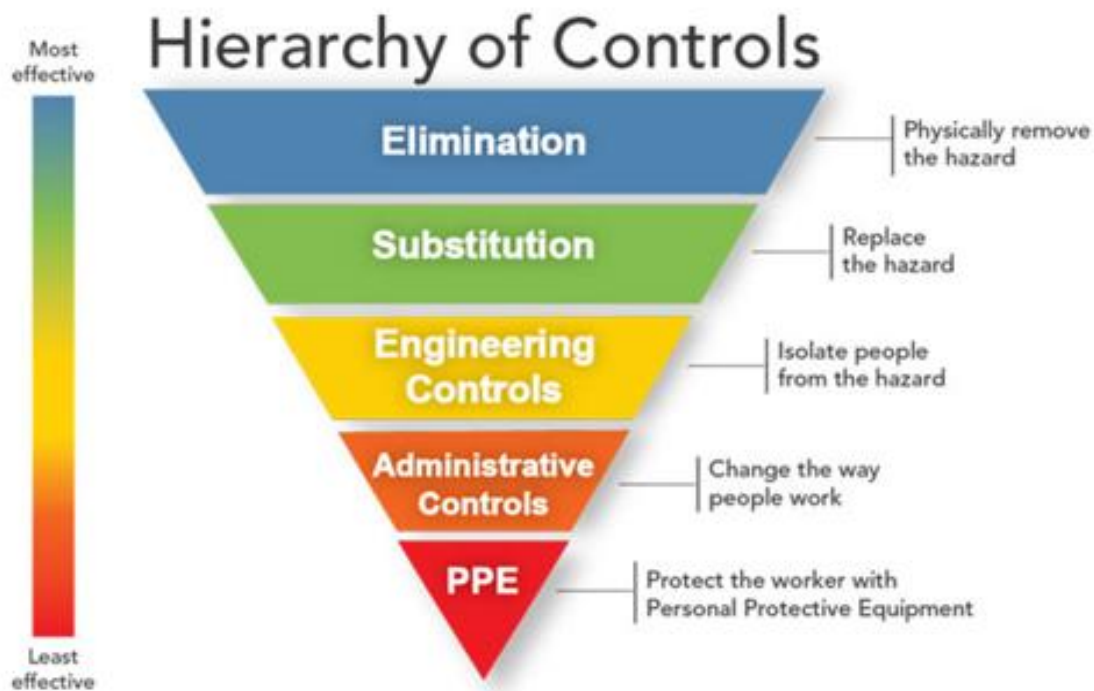 Hierarchy of Controls
Most
effective
Elimination
Physically remove
the hazard
Substitution
Replace
the hazard
Engineering
Controls
Isolate people
from the hazard
Administrative
Controls
Change the way
people work
PPE
Protect the worker with
Personal Protective Equipment
Least
effective